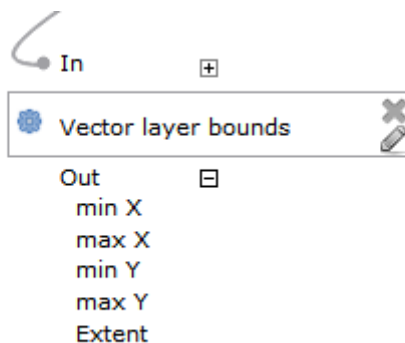 In
Vector layer bounds
Out
min X
max X
min Y
max Y
Extent